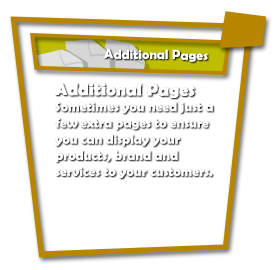 Additional Pages
Additional Pages
Sometimes you need just a
few extra pages to ensure
you can display your
products, brand and
services to your customers.